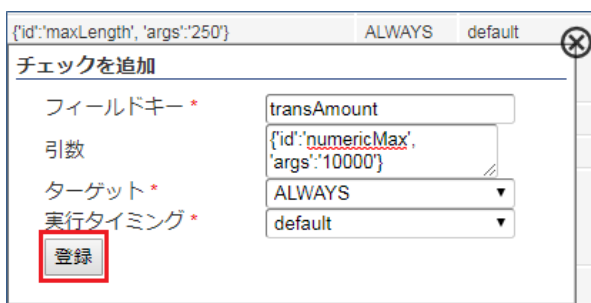 {'id':'maxLength', 'args':'250'} ALWAYS default
チェックを追加
フィールドキー * transAmount
引数 {'id':'numericMax',
'args':'10000'}
ターゲット * ALWAYS
実行タイミング * default
登録